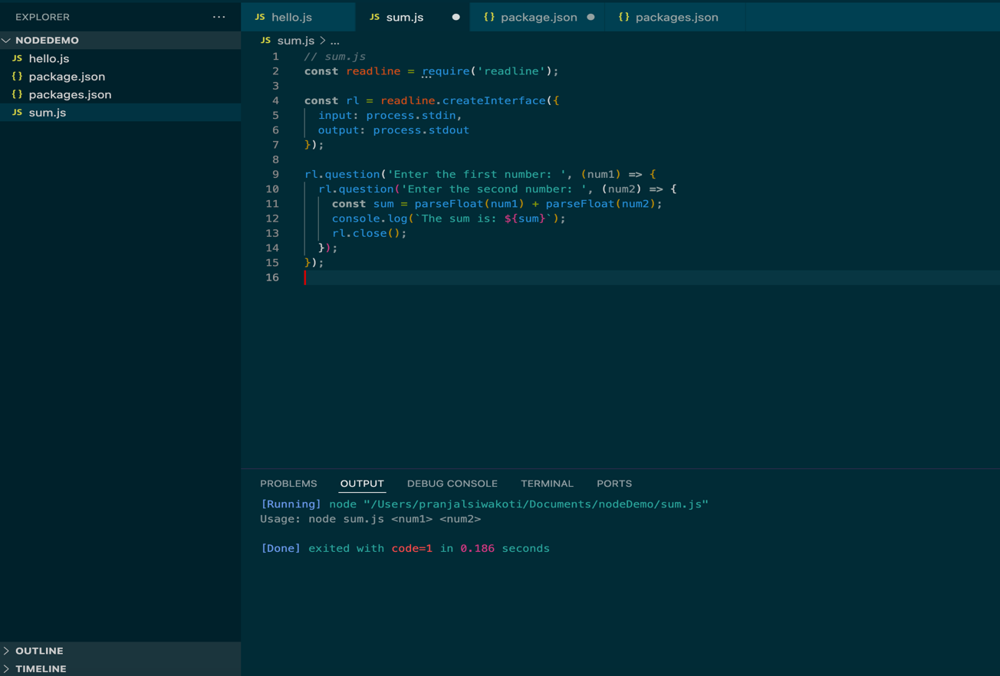 EXPLORER ...
NODEDEMO
JS hello.js
{} package.json
{} packages.json
JS sum.js
OUTLINE
TIMELINE
JS hello.js JS sum.js {} package.json {} packages.json
JS sum.js > ...
1 // sum.js
2 const readline = require('readline');
3
4 const rl = readline.createInterface({
5   input: process.stdin,
6   output: process.stdout
7 });
8
9 rl.question('Enter the first number: ', (num1) => {
10   rl.question('Enter the second number: ', (num2) => {
11     const sum = parseFloat(num1) + parseFloat(num2);
12     console.log(`The sum is: ${sum}`);
13     rl.close();
14   });
15 });
16
PROBLEMS OUTPUT DEBUG CONSOLE TERMINAL PORTS
[Running] node "/Users/pranjalsiwakoti/Documents/nodeDemo/sum.js"
Usage: node sum.js <num1> <num2>
[Done] exited with code=1 in 0.186 seconds